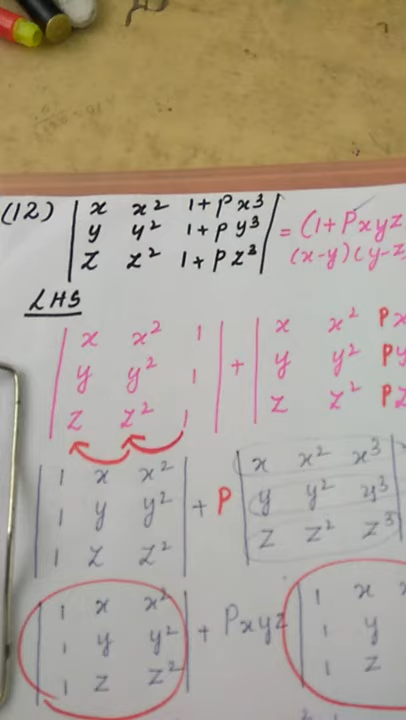 (12) | x x² 1+px³ |
| y y² 1+py³ | = (1+Pxyz
| z z² 1+pz³ | (x-y)(y-z)
LHS
| x x² 1 | + | x x² Px
| y y² 1 | | y y² Py
| z z² 1 | | z z² Pz
| 1 x x² | + P | x x² x³ |
| 1 y y² | | y y² y³ |
| 1 z z² | | z z² z³ |
| 1 x x² | + Pxyz | 1 x x
| 1 y y² | | 1 y
| 1 z z² | | 1 z